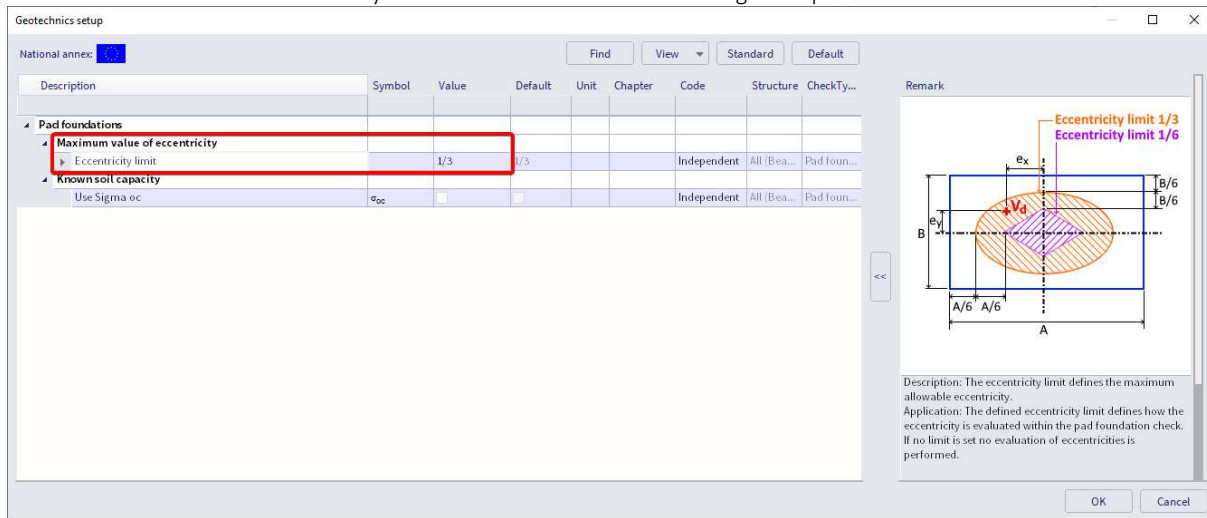 Geotechnics setup
National annex: Find View Standard Default
Description Symbol Value Default Unit Chapter Code Structure CheckTy...
Pad foundations
Maximum value of eccentricity
Eccentricity limit 1/3 1/3 Independent All (Bea... Pad foun...
Known soil capacity
Use Sigma oc σoc Independent All (Bea... Pad foun...
<<
Remark
Eccentricity limit 1/3
Eccentricity limit 1/6
ex
B/6
B/6
Vd
ey
B
A/6 A/6
A
Description: The eccentricity limit defines the maximum
allowable eccentricity.
Application: The defined eccentricity limit defines how the
eccentricity is evaluated within the pad foundation check.
If no limit is set no evaluation of eccentricities is
performed.
OK Cancel